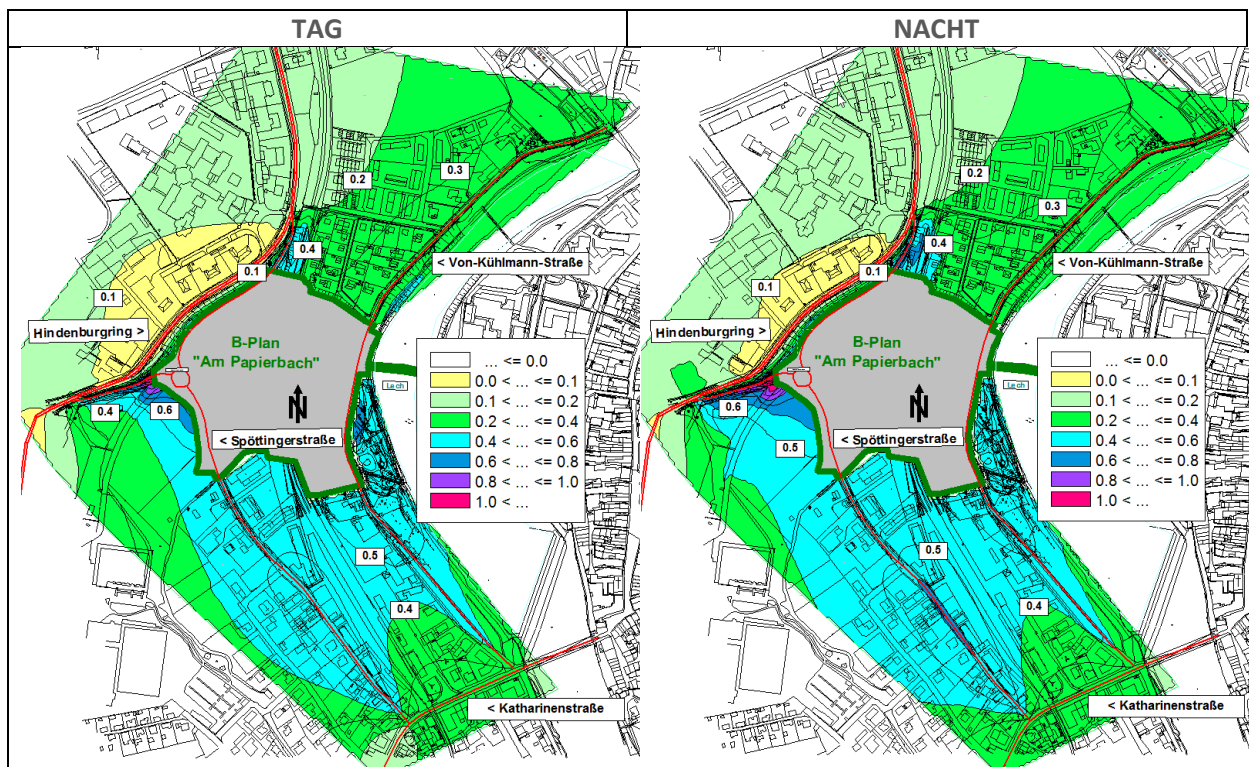 TAG
0.2
0.3
0.4
0.1
< Von-Kühlmann-Straße
0.1
Hindenburgring >
B-Plan
"Am Papierbach"
Lech
N
0.4
0.6
< Spöttingerstraße
... <= 0.0
0.0 < ... <= 0.1
0.1 < ... <= 0.2
0.2 < ... <= 0.4
0.4 < ... <= 0.6
0.6 < ... <= 0.8
0.8 < ... <= 1.0
1.0 < ...
0.5
0.4
< Katharinenstraße
NACHT
0.2
0.3
0.4
0.1
< Von-Kühlmann-Straße
0.1
Hindenburgring >
B-Plan
"Am Papierbach"
Lech
N
0.6
< Spöttingerstraße
0.5
... <= 0.0
0.0 < ... <= 0.1
0.1 < ... <= 0.2
0.2 < ... <= 0.4
0.4 < ... <= 0.6
0.6 < ... <= 0.8
0.8 < ... <= 1.0
1.0 < ...
0.5
0.4
< Katharinenstraße